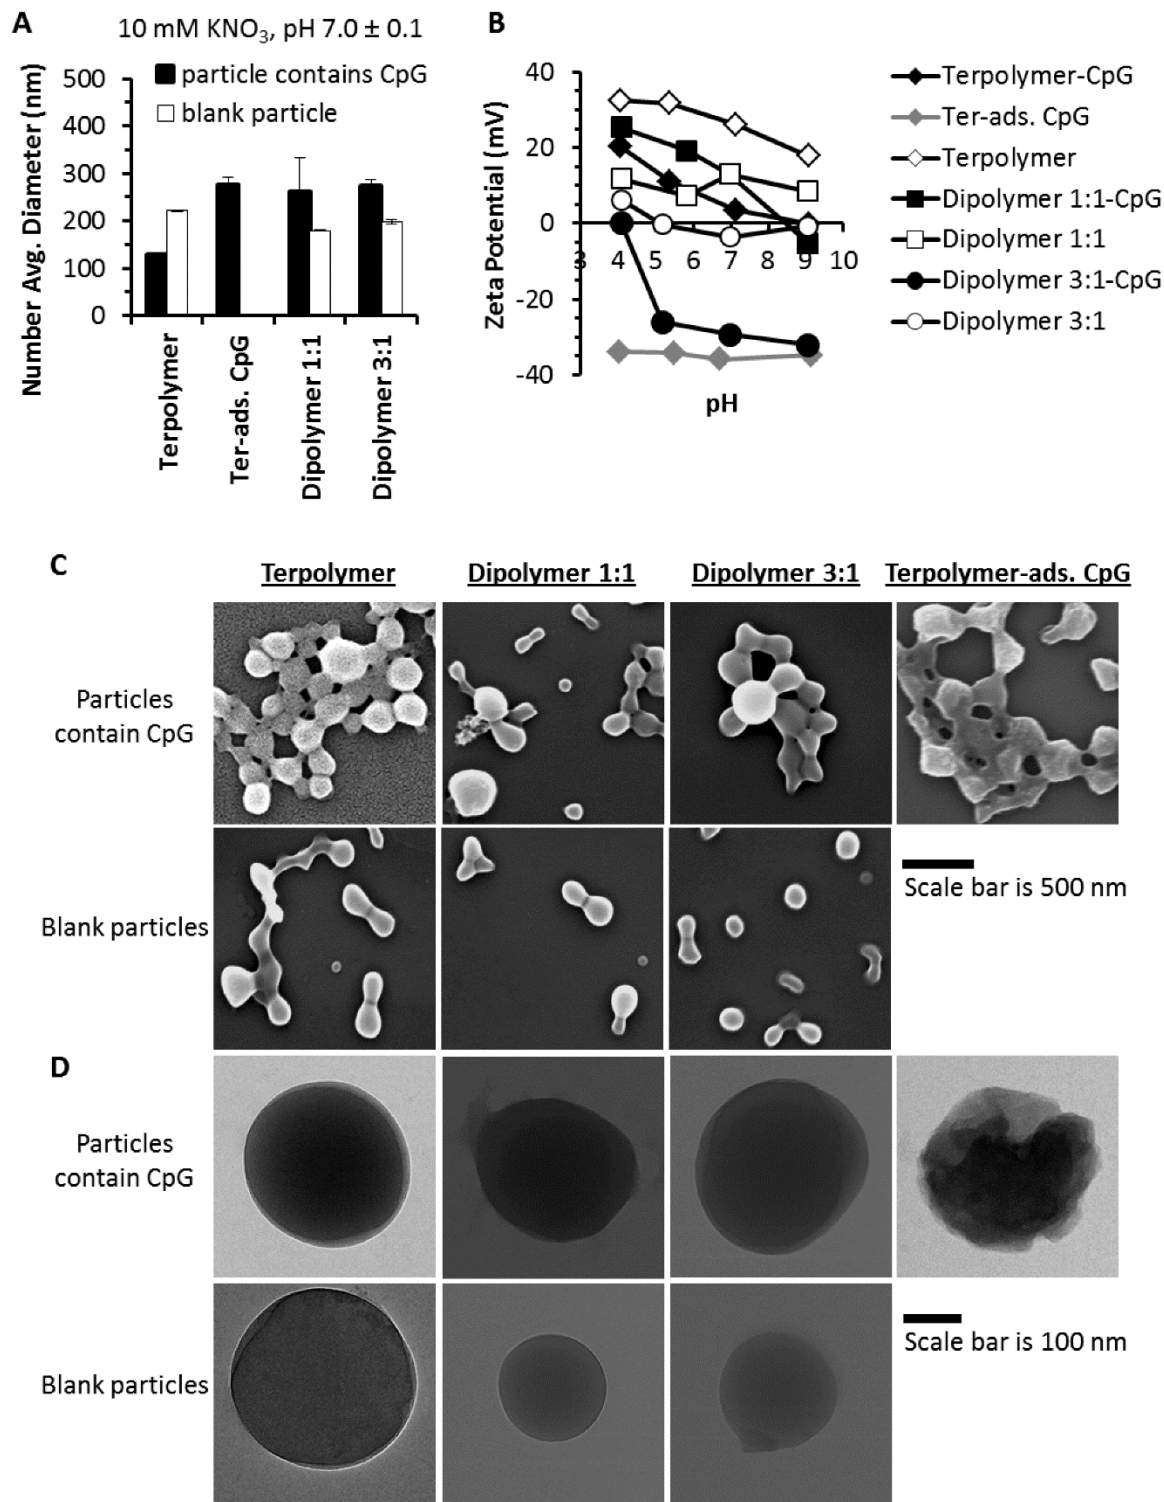 A
10 mM KNO3, pH 7.0 ± 0.1
Number Avg. Diameter (nm)
500
400
300
200
100
0
particle contains CpG
blank particle
Terpolymer
Ter-ads. CpG
Dipolymer 1:1
Dipolymer 3:1
B
Zeta Potential (mV)
40
20
0
-20
-40
3 4 5 6 7 8 9 10
pH
Terpolymer-CpG
Ter-ads. CpG
Terpolymer
Dipolymer 1:1-CpG
Dipolymer 1:1
Dipolymer 3:1-CpG
Dipolymer 3:1
C
Terpolymer
Dipolymer 1:1
Dipolymer 3:1
Terpolymer-ads. CpG
Particles
contain CpG
Blank particles
Scale bar is 500 nm
D
Particles
contain CpG
Blank particles
Scale bar is 100 nm